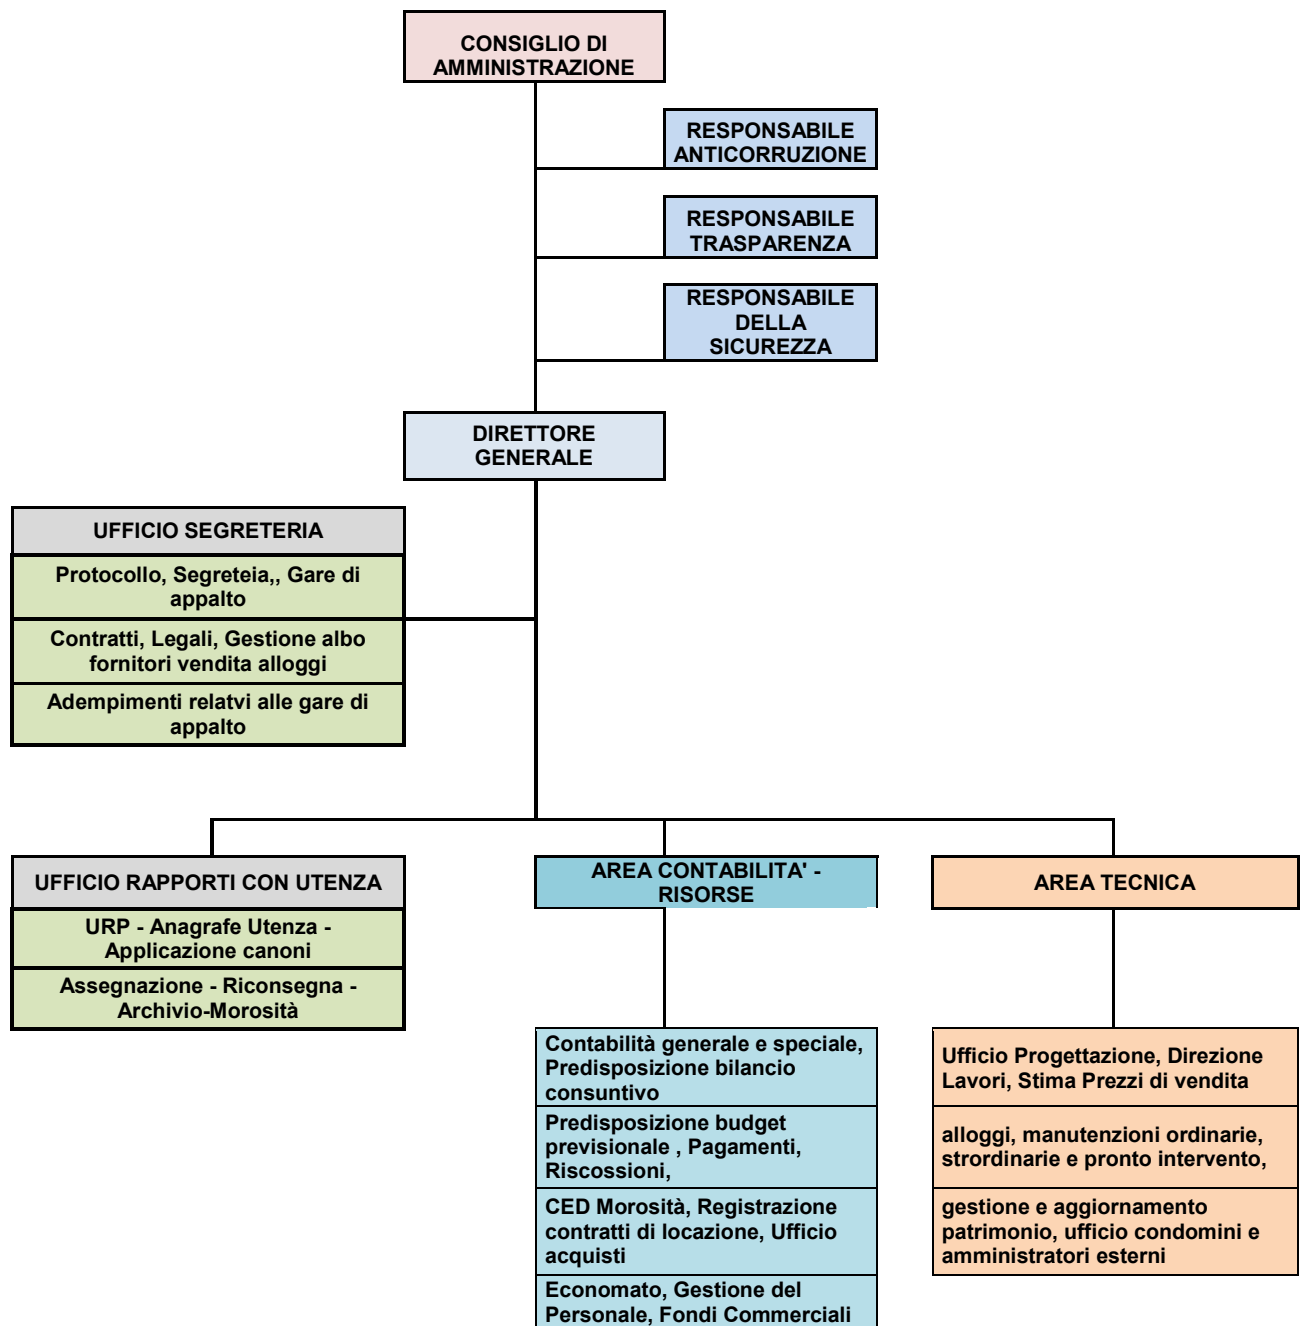 CONSIGLIO DI
AMMINISTRAZIONE
RESPONSABILE
ANTICORRUZIONE
RESPONSABILE
TRASPARENZA
RESPONSABILE
DELLA
SICUREZZA
DIRETTORE
GENERALE
UFFICIO SEGRETERIA
Protocollo, Segreteia,, Gare di
appalto
Contratti, Legali, Gestione albo
fornitori vendita alloggi
Adempimenti relatvi alle gare di
appalto
UFFICIO RAPPORTI CON UTENZA
URP - Anagrafe Utenza -
Applicazione canoni
Assegnazione - Riconsegna -
Archivio-Morosità
AREA CONTABILITA' -
RISORSE
Contabilità generale e speciale,
Predisposizione bilancio
consuntivo
Predisposizione budget
previsionale , Pagamenti,
Riscossioni,
CED Morosità, Registrazione
contratti di locazione, Ufficio
acquisti
Economato, Gestione del
Personale, Fondi Commerciali
AREA TECNICA
Ufficio Progettazione, Direzione
Lavori, Stima Prezzi di vendita
alloggi, manutenzioni ordinarie,
strordinarie e pronto intervento,
gestione e aggiornamento
patrimonio, ufficio condomini e
amministratori esterni